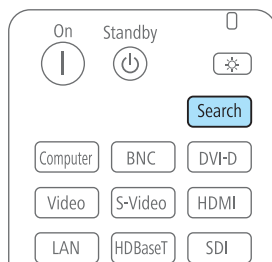 On Standby
Search
Computer BNC DVI-D
Video S-Video HDMI
LAN HDBaseT SDI